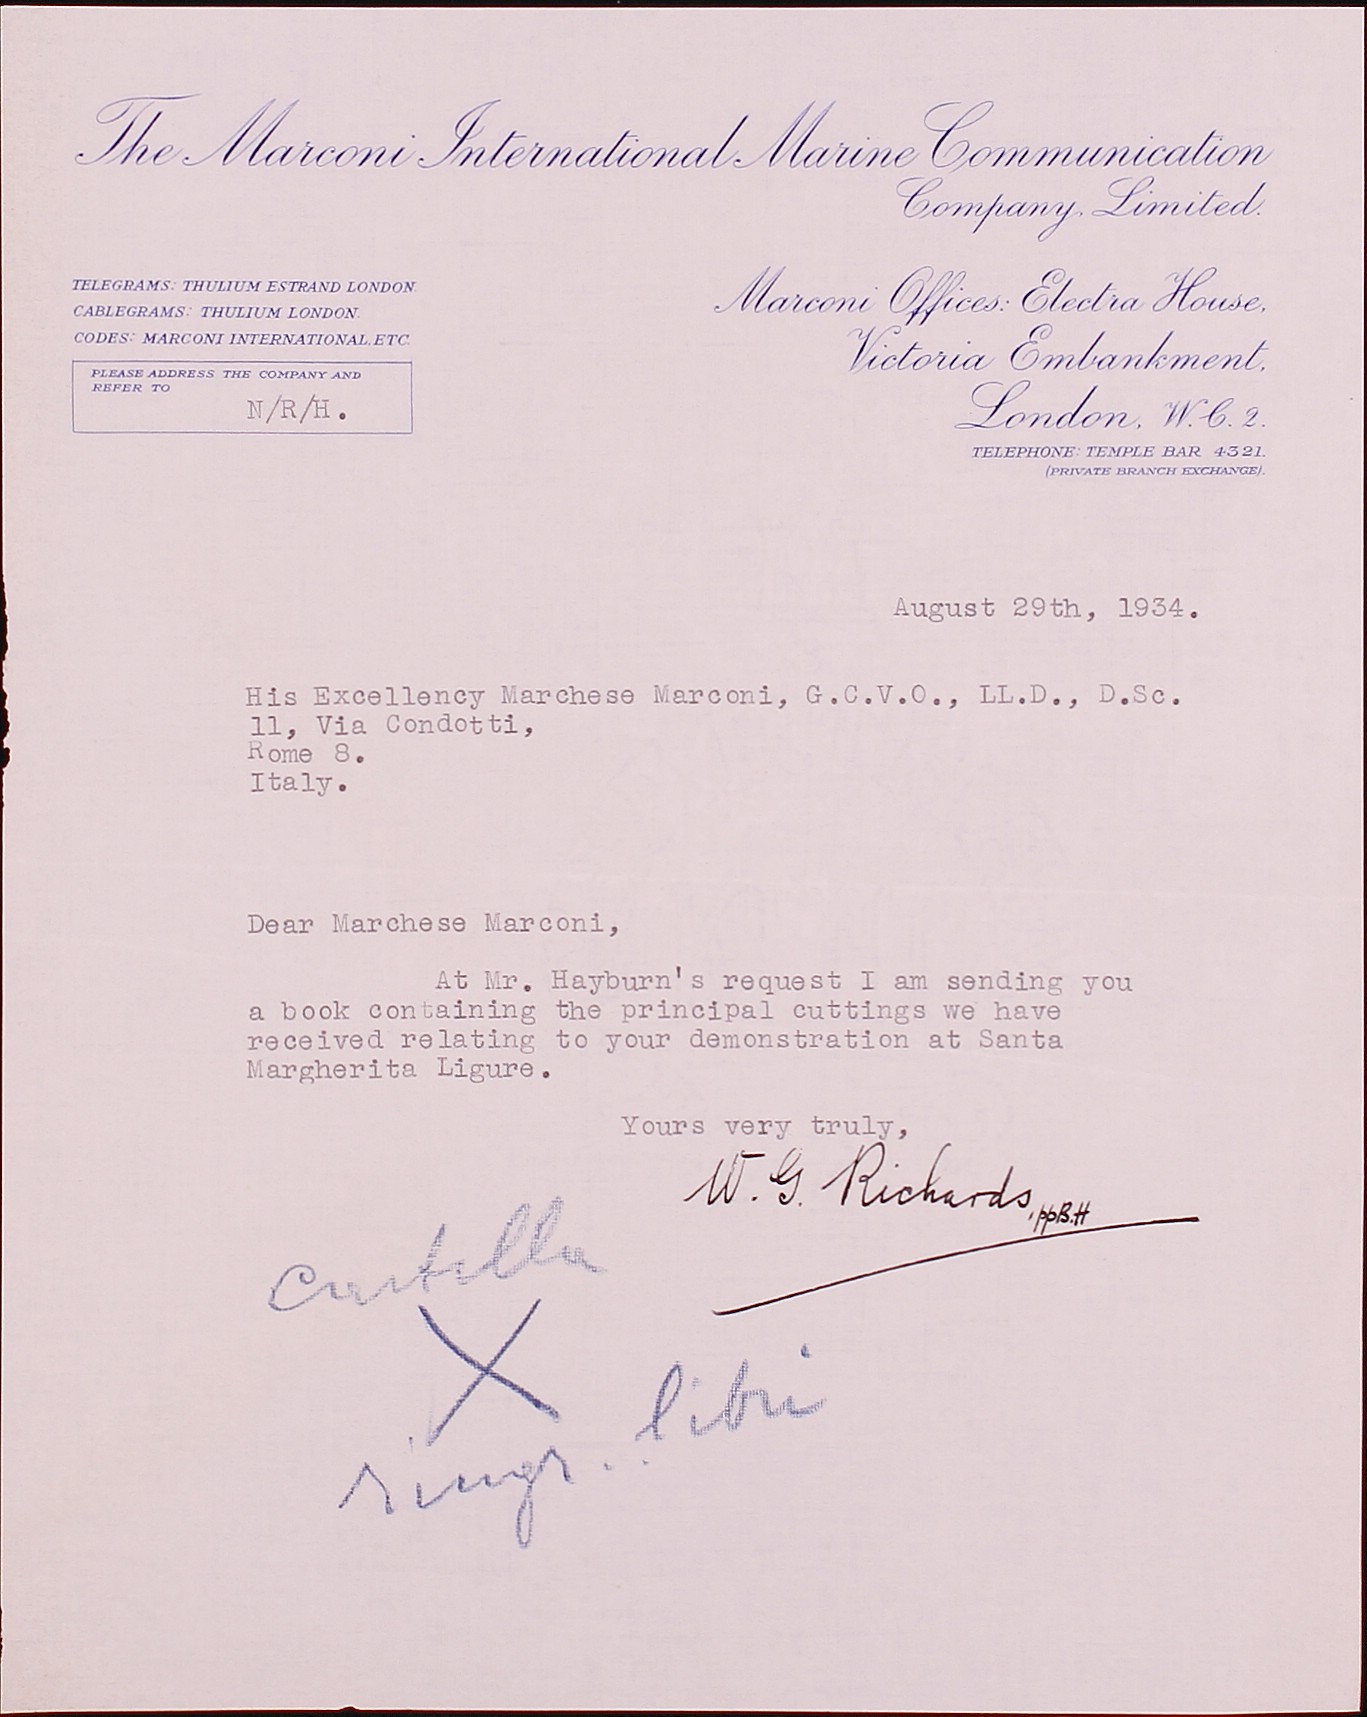 The Marconi International Marine Communication
Company, Limited.
TELEGRAMS: THULIUM ESTRAND LONDON.
CABLEGRAMS: THULIUM LONDON.
CODES: MARCONI INTERNATIONAL, ETC.
PLEASE ADDRESS THE COMPANY AND
REFER TO
N/R/H.
Marconi Offices: Electra House,
Victoria Embankment,
London, W.C.2.
TELEPHONE: TEMPLE BAR 4321.
(PRIVATE BRANCH EXCHANGE).
August 29th, 1934.
His Excellency Marchese Marconi, G.C.V.O., LL.D., D.Sc.
11, Via Condotti,
Rome 8.
Italy.
Dear Marchese Marconi,
At Mr. Hayburn's request I am sending you
a book containing the principal cuttings we have
received relating to your demonstration at Santa
Margherita Ligure.
Yours very truly,
W. G. Richards, ppB.H
cartella
X
ringr. libri